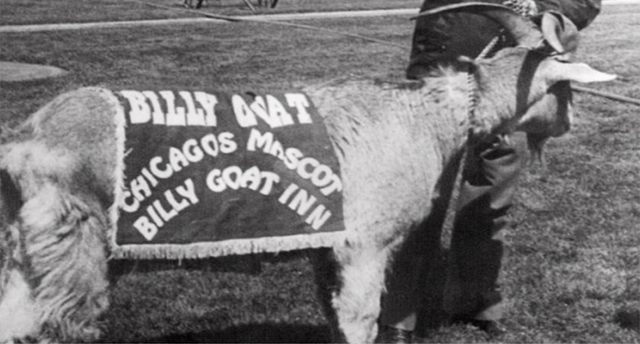 BILLY GOAT
CHICAGOS MASCOT
BILLY GOAT INN